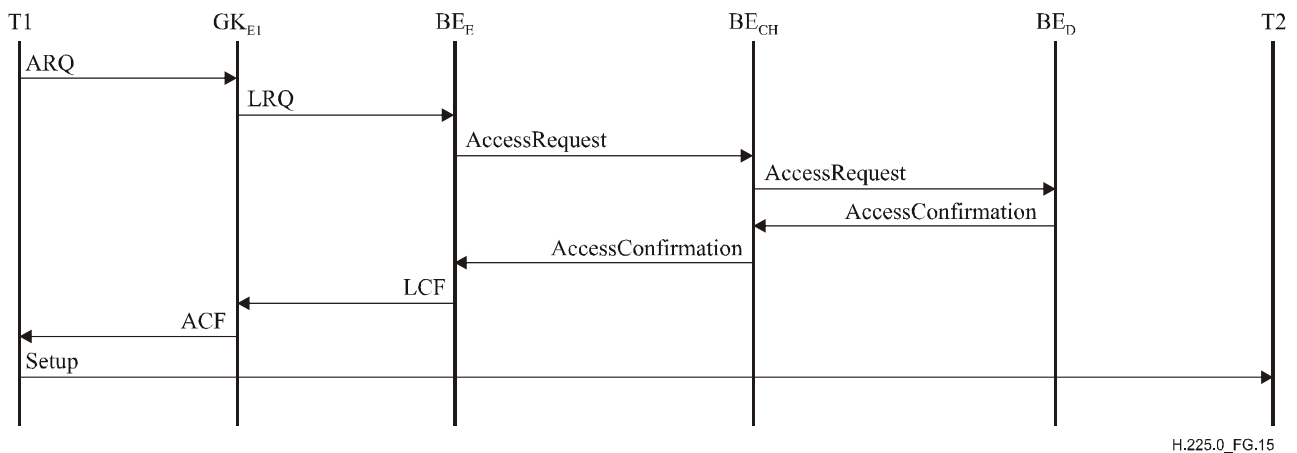 T1 GK_E1 BE_E BE_CH BE_D T2
ARQ
LRQ
AccessRequest
AccessRequest
AccessConfirmation
AccessConfirmation
LCF
ACF
Setup
H.225.0_FG.15